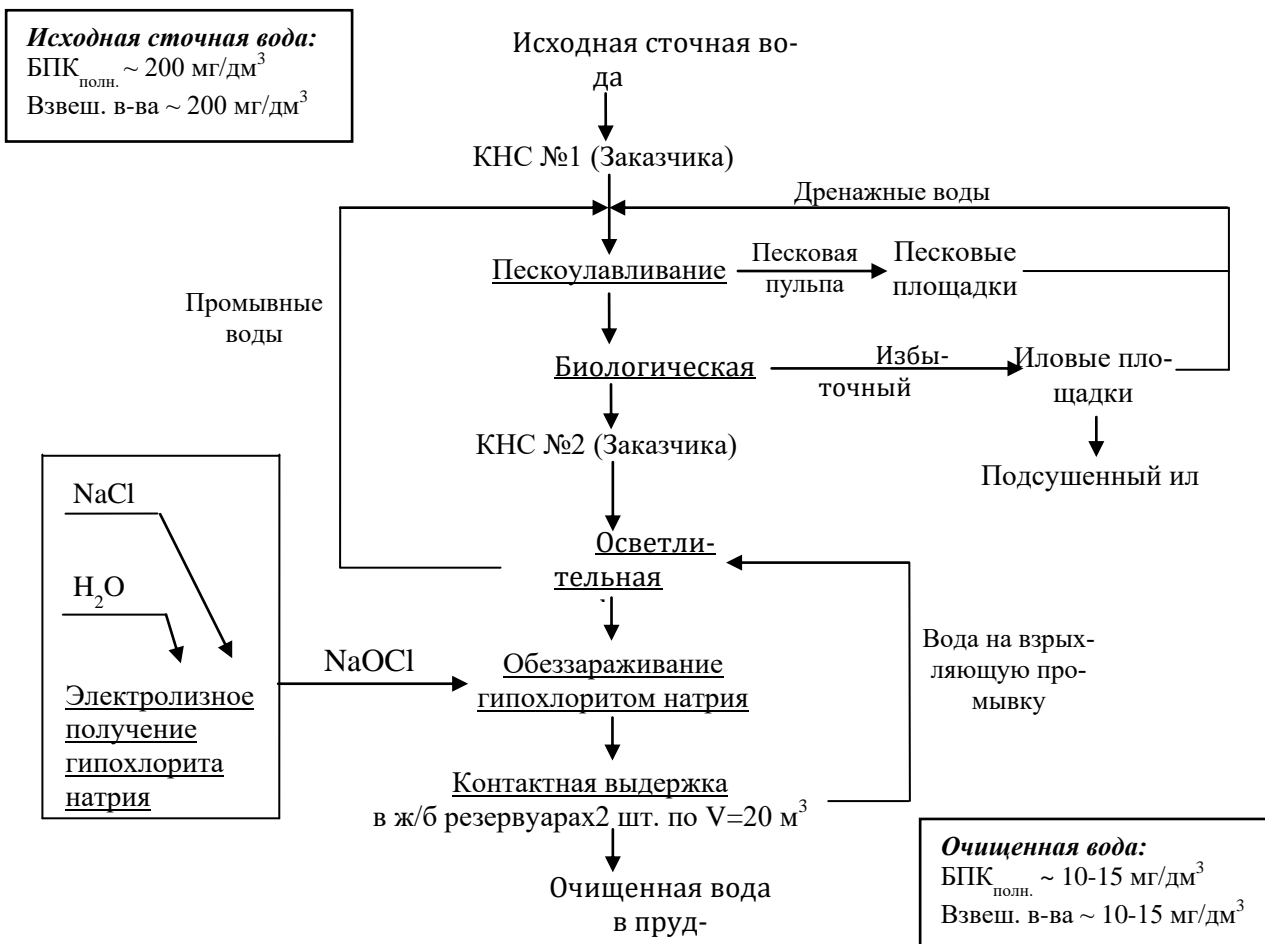 Исходная сточная вода:
БПКполн. ~ 200 мг/дм³
Взвеш. в-ва ~ 200 мг/дм³
Исходная сточная во-
да
КНС №1 (Заказчика)
Дренажные воды
Пескоулавливание
Песковая
пульпа
Песковые
площадки
Промывные
воды
Биологическая
Избы-
точный
Иловые пло-
щадки
КНС №2 (Заказчика)
Подсушенный ил
NaCl
H₂O
Осветли-
тельная
Вода на взрых-
ляющую про-
мывку
NaOCl
Обеззараживание
гипохлоритом натрия
Электролизное
получение
гипохлорита
натрия
Контактная выдержка
в ж/б резервуарах2 шт. по V=20 м³
Очищенная вода
в пруд-
Очищенная вода:
БПКполн. ~ 10-15 мг/дм³
Взвеш. в-ва ~ 10-15 мг/дм³